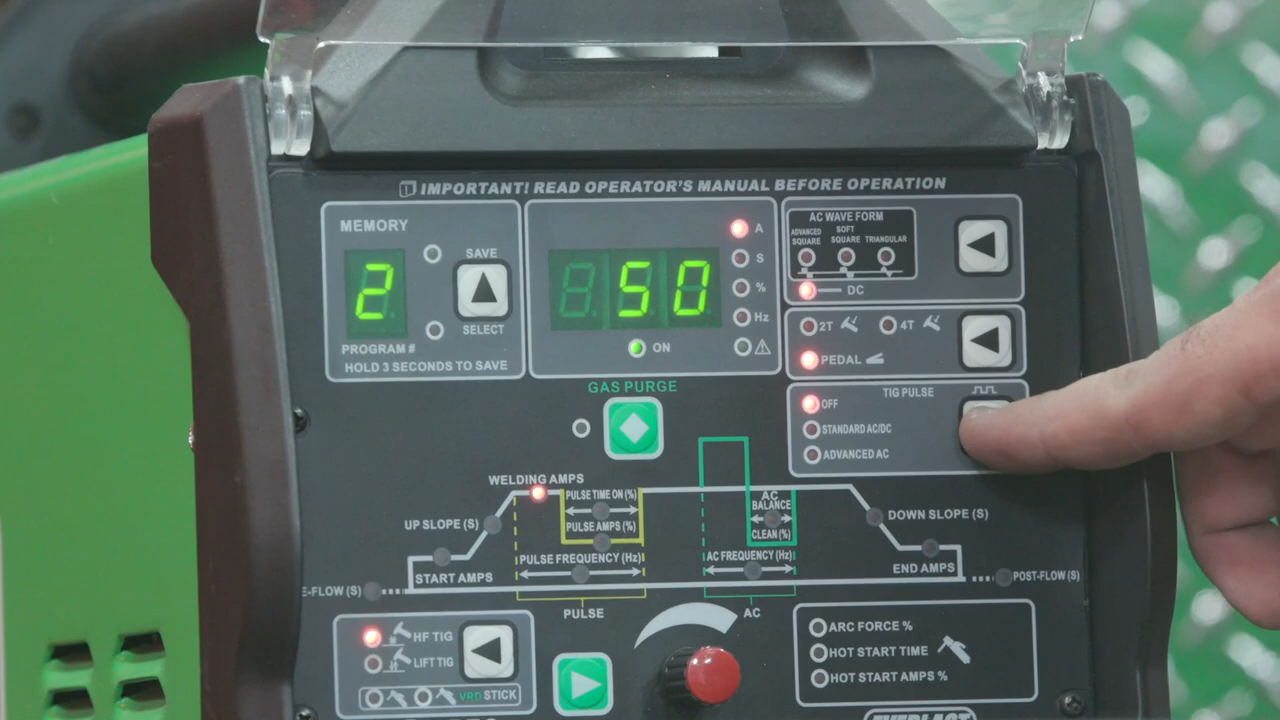 IMPORTANT! READ OPERATOR'S MANUAL BEFORE OPERATION
MEMORY
2
SAVE
SELECT
PROGRAM #
HOLD 3 SECONDS TO SAVE
50
A
S
%
Hz
ON
AC WAVE FORM
ADVANCED SQUARE
SOFT SQUARE
TRIANGULAR
DC
2T
4T
PEDAL
TIG PULSE
OFF
STANDARD AC/DC
ADVANCED AC
GAS PURGE
WELDING AMPS
PULSE TIME ON (%)
PULSE AMPS (%)
UP SLOPE (S)
PULSE FREQUENCY (Hz)
START AMPS
E-FLOW (S)
PULSE
AC
BALANCE
CLEAN (%)
AC FREQUENCY (Hz)
AC
DOWN SLOPE (S)
END AMPS
POST-FLOW (S)
HF TIG
LIFT TIG
VRD STICK
ARC FORCE %
HOT START TIME
HOT START AMPS %
EVERLAST